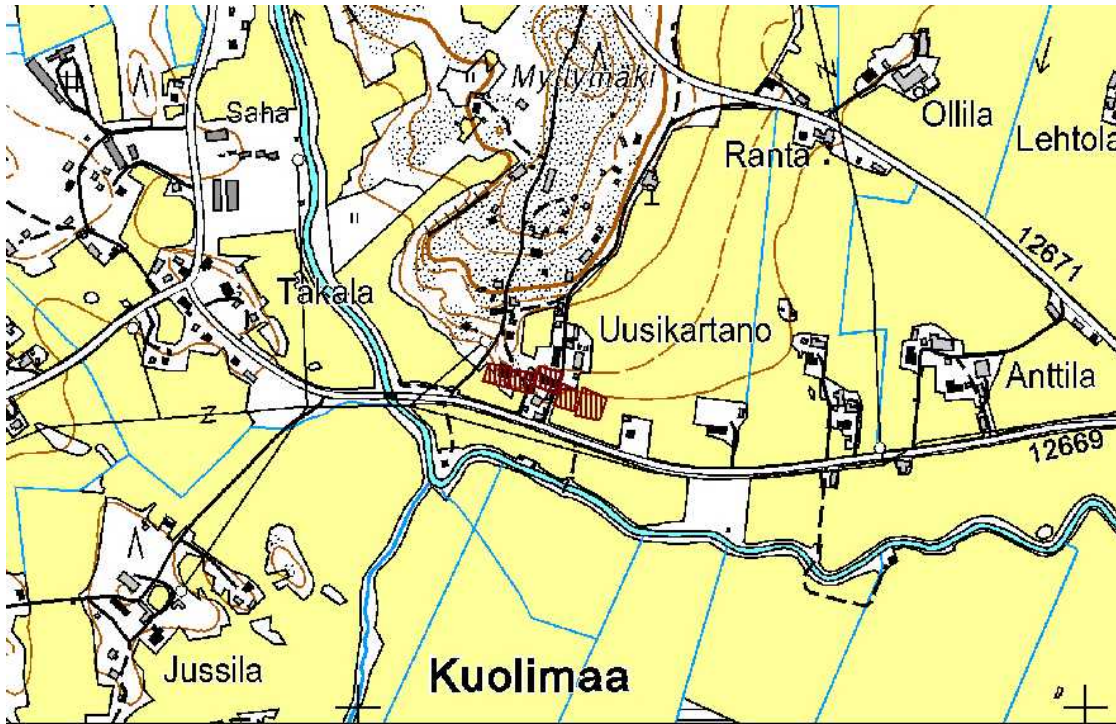 Myllymäki
Saha
Ollila
Ranta
Lehtola
12671
Takala
Uusikartano
Anttila
12669
Jussila
Kuolimaa